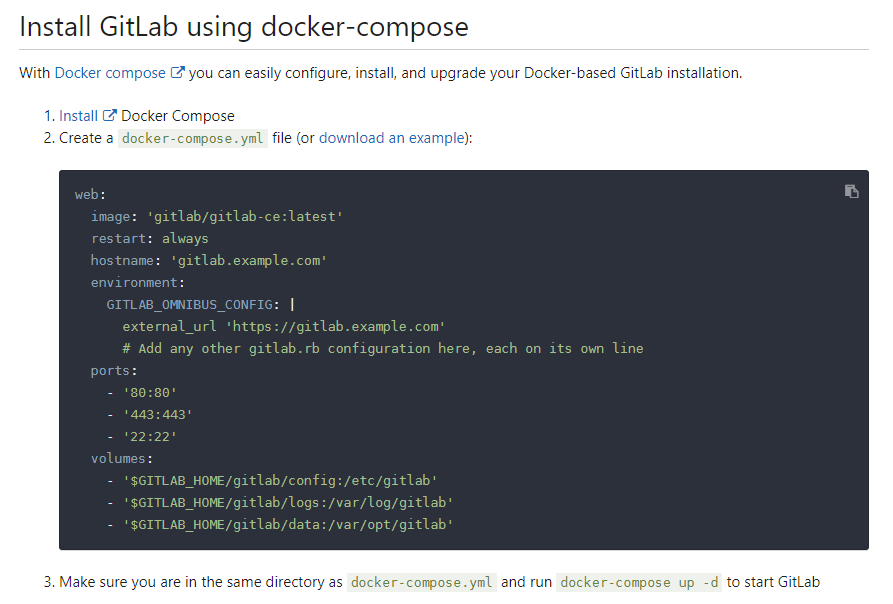 Install GitLab using docker-compose
With Docker compose you can easily configure, install, and upgrade your Docker-based GitLab installation.
1. Install Docker Compose
2. Create a docker-compose.yml file (or download an example):
web:
  image: 'gitlab/gitlab-ce:latest'
  restart: always
  hostname: 'gitlab.example.com'
  environment:
    GITLAB_OMNIBUS_CONFIG: |
      external_url 'https://gitlab.example.com'
      # Add any other gitlab.rb configuration here, each on its own line
  ports:
    - '80:80'
    - '443:443'
    - '22:22'
  volumes:
    - '$GITLAB_HOME/gitlab/config:/etc/gitlab'
    - '$GITLAB_HOME/gitlab/logs:/var/log/gitlab'
    - '$GITLAB_HOME/gitlab/data:/var/opt/gitlab'
3. Make sure you are in the same directory as docker-compose.yml and run docker-compose up -d to start GitLab